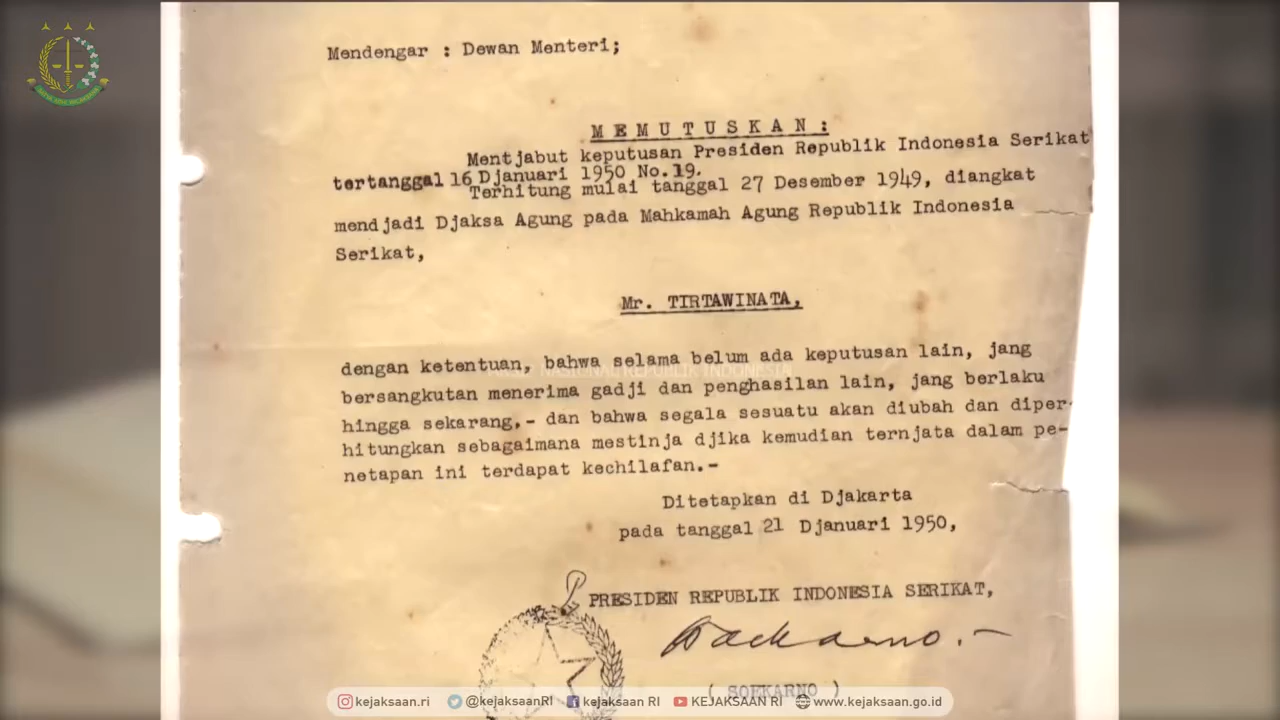 Mendengar : Dewan Menteri;
M E M U T U S K A N :
Mentjabut keputusan Presiden Republik Indonesia Serikat
tertanggal 16 Djanuari 1950 No.19.
Terhitung mulai tanggal 27 Desember 1949, diangkat
mendjadi Djaksa Agung pada Mahkamah Agung Republik Indonesia
Serikat,
Mr. TIRTAWINATA,
dengan ketentuan, bahwa selama belum ada keputusan lain, jang
bersangkutan menerima gadji dan penghasilan lain, jang berlaku
hingga sekarang,- dan bahwa segala sesuatu akan diubah dan diper-
hitungkan sebagaimana mestinja djika kemudian ternjata dalam pe-
netapan ini terdapat kechilafan.-
NASIONAL REPUBLIK INDONESIA
Ditetapkan di Djakarta
pada tanggal 21 Djanuari 1950,
PRESIDEN REPUBLIK INDONESIA SERIKAT,
Soekarno.-
( SOEKARNO )
kejaksaan.ri @kejaksaanRI kejaksaan RI KEJAKSAAN RI www.kejaksaan.go.id